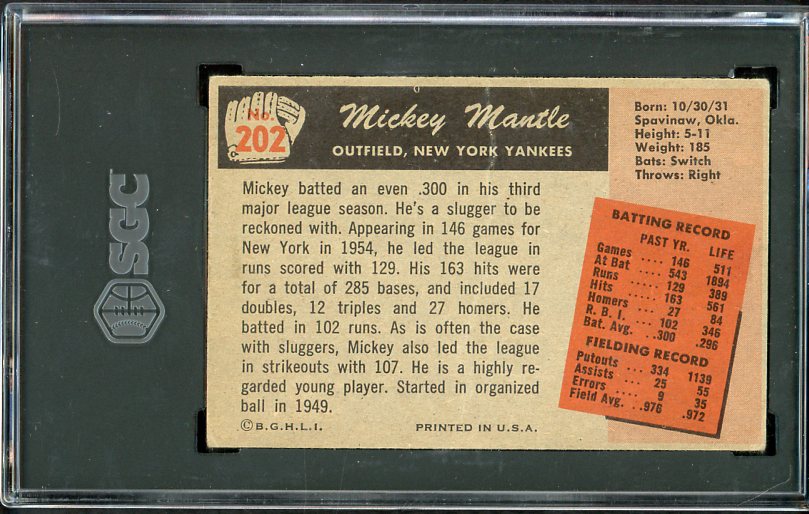 SGC
No.
202
Mickey Mantle
OUTFIELD, NEW YORK YANKEES
Mickey batted an even .300 in his third
major league season. He's a slugger to be
reckoned with. Appearing in 146 games for
New York in 1954, he led the league in
runs scored with 129. His 163 hits were
for a total of 285 bases, and included 17
doubles, 12 triples and 27 homers. He
batted in 102 runs. As is often the case
with sluggers, Mickey also led the league
in strikeouts with 107. He is a highly re-
garded young player. Started in organized
ball in 1949.
©B.G.H.L.I. PRINTED IN U.S.A.
Born: 10/30/31
Spavinaw, Okla.
Height: 5-11
Weight: 185
Bats: Switch
Throws: Right
BATTING RECORD
PAST YR. LIFE
Games .... 146 511
At Bat .... 543 1894
Runs .... 129 389
Hits .... 163 561
Homers .... 27 84
R. B. I. .... 102 346
Bat. Avg. .. .300 .296
FIELDING RECORD
Putouts .... 334 1139
Assists .... 25 55
Errors .... 9 35
Field Avg. .. .976 .972